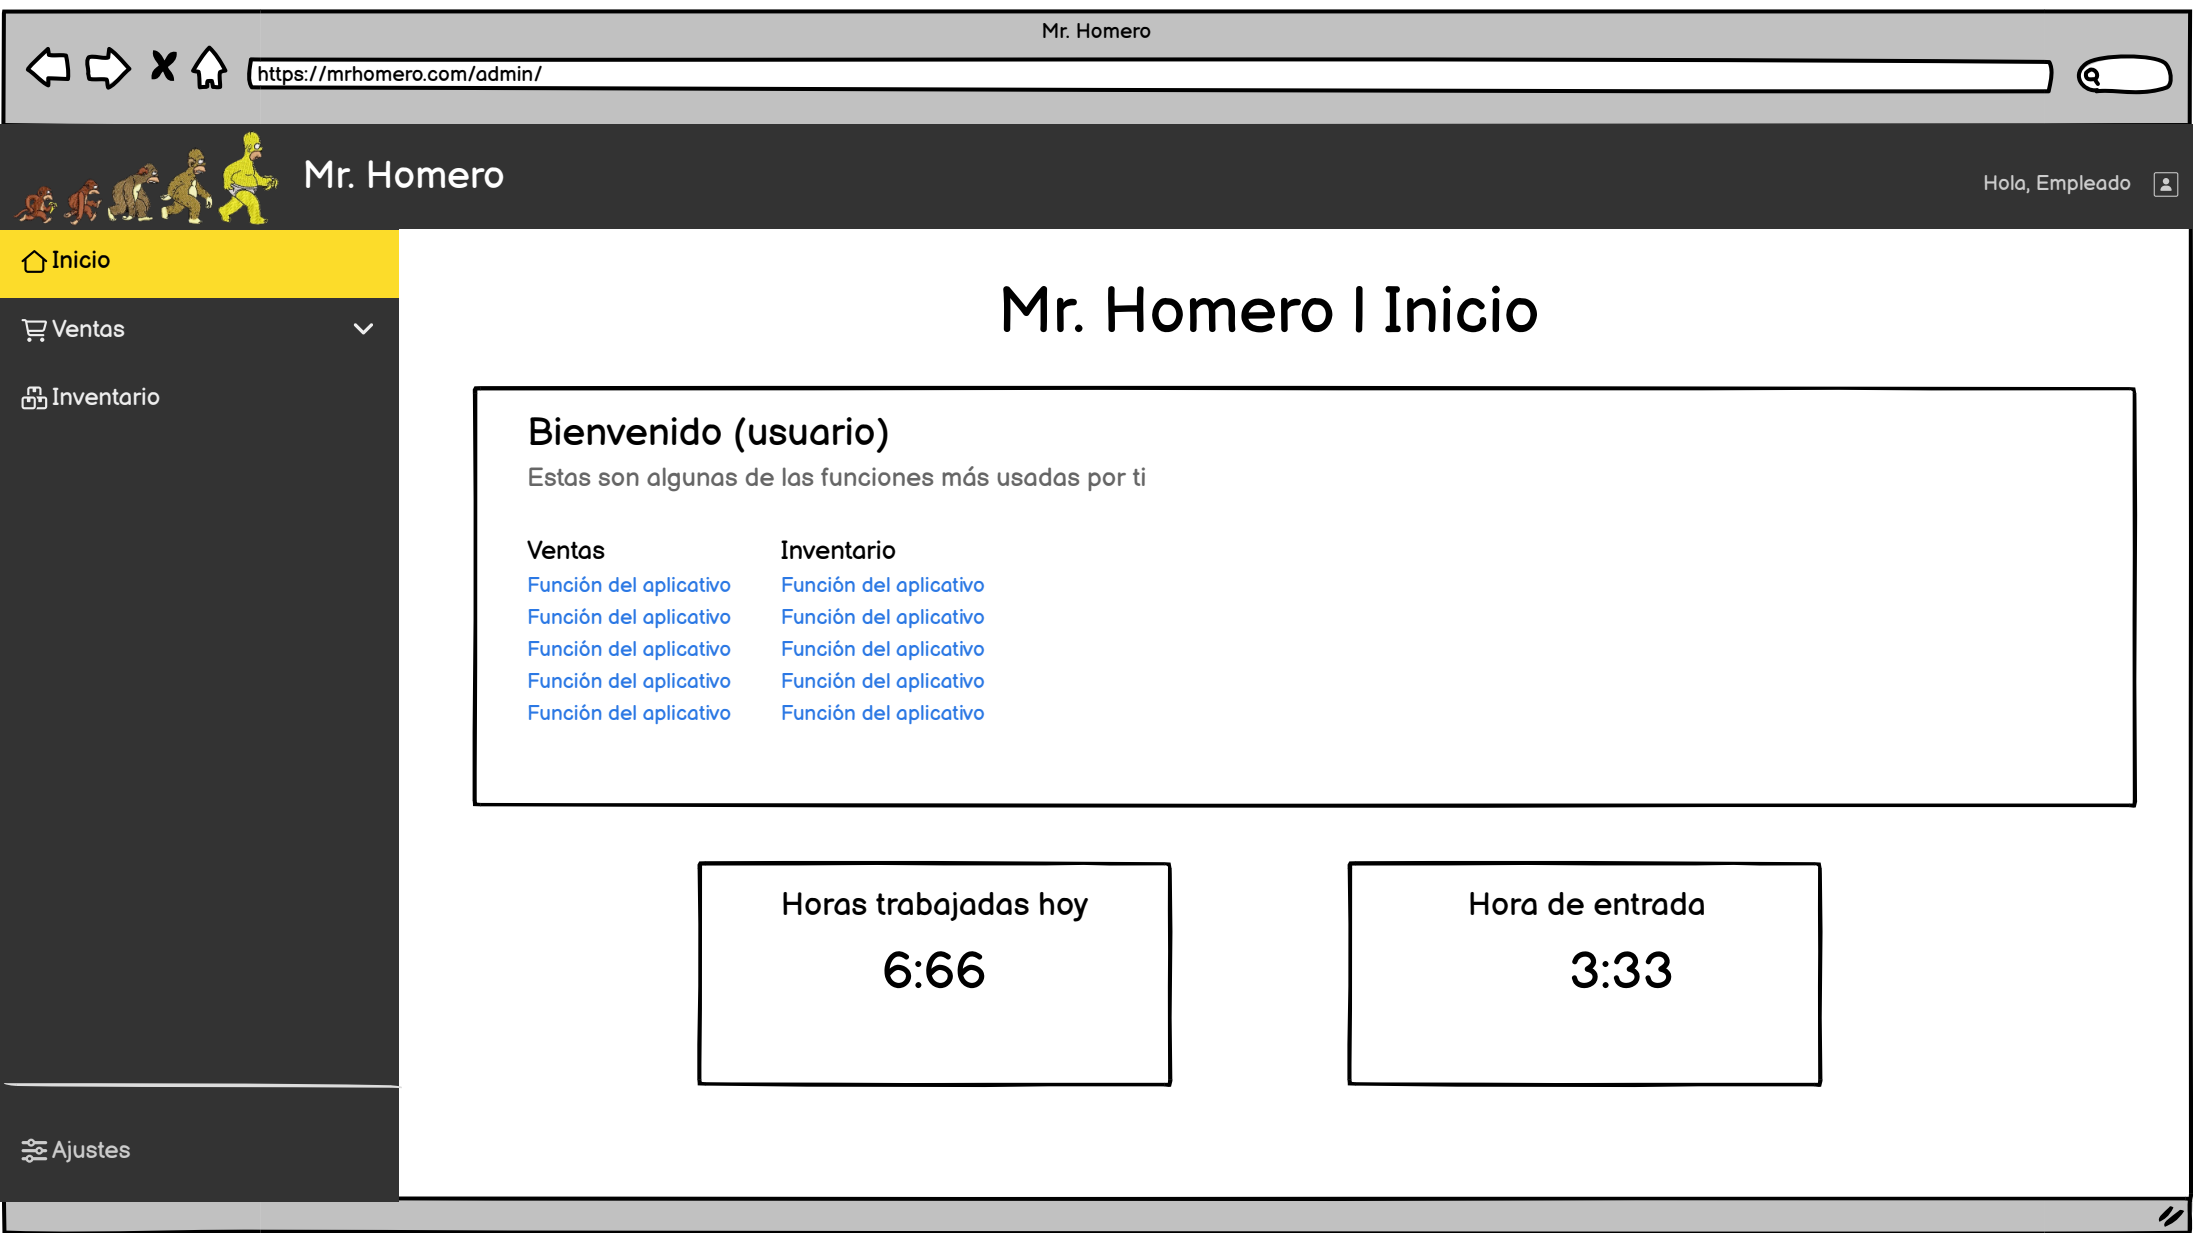 Mr. Homero
https://mrhomero.com/admin/
Mr. Homero
Hola, Empleado
Inicio
Ventas
Inventario
Ajustes
Mr. Homero | Inicio
Bienvenido (usuario)
Estas son algunas de las funciones más usadas por ti
Ventas
Función del aplicativo
Función del aplicativo
Función del aplicativo
Función del aplicativo
Función del aplicativo
Inventario
Función del aplicativo
Función del aplicativo
Función del aplicativo
Función del aplicativo
Función del aplicativo
Horas trabajadas hoy
6:66
Hora de entrada
3:33